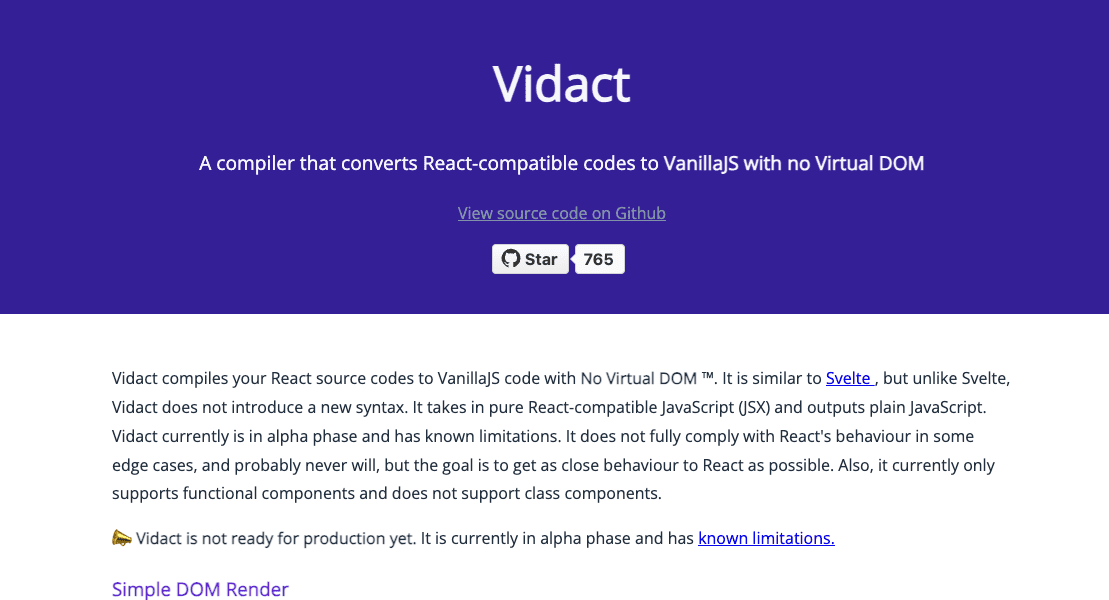 Vidact
A compiler that converts React-compatible codes to VanillaJS with no Virtual DOM
View source code on Github
Star 765
Vidact compiles your React source codes to VanillaJS code with No Virtual DOM ™. It is similar to Svelte , but unlike Svelte,
Vidact does not introduce a new syntax. It takes in pure React-compatible JavaScript (JSX) and outputs plain JavaScript.
Vidact currently is in alpha phase and has known limitations. It does not fully comply with React's behaviour in some
edge cases, and probably never will, but the goal is to get as close behaviour to React as possible. Also, it currently only
supports functional components and does not support class components.
Vidact is not ready for production yet. It is currently in alpha phase and has known limitations.
Simple DOM Render